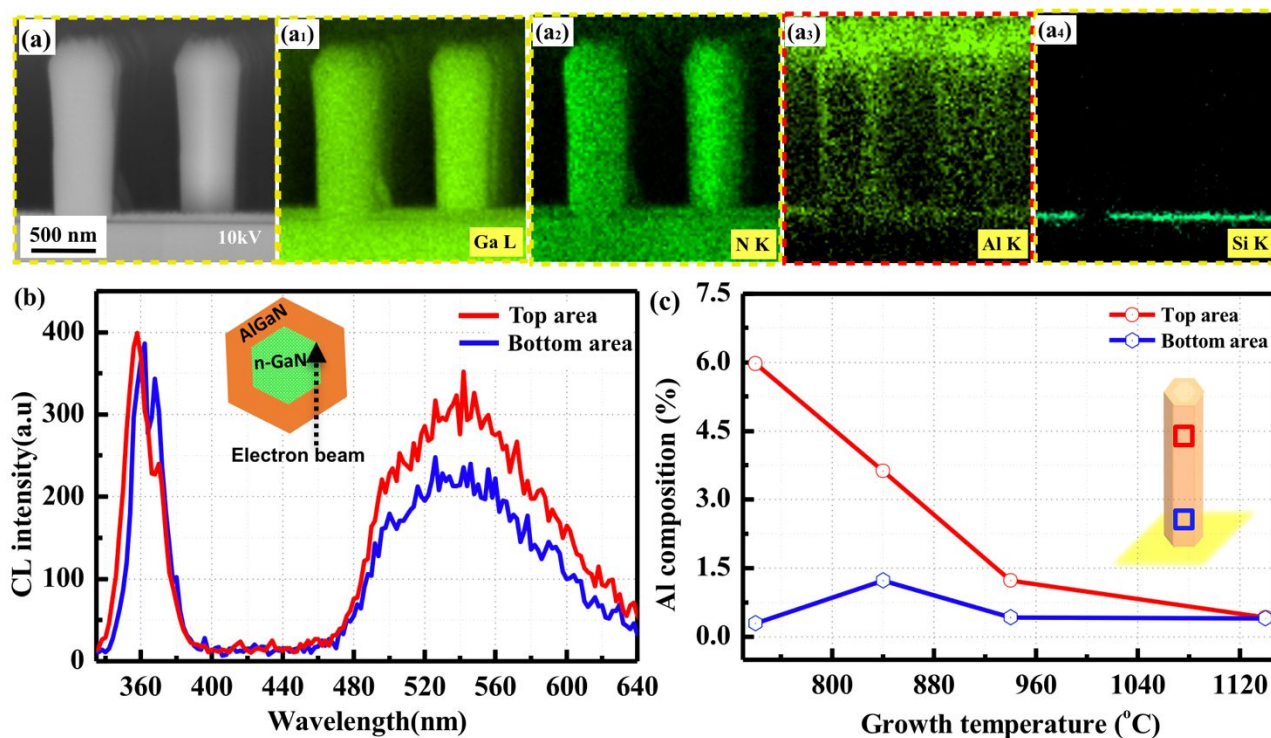 (a)
500 nm
10kV
(a1)
Ga L
(a2)
N K
(a3)
Al K
(a4)
Si K
(b)
CL intensity(a.u)
400
300
200
100
0
AlGaN
n-GaN
Electron beam
Top area
Bottom area
360 400 440 480 520 560 600 640
Wavelength(nm)
(c)
Al composition (%)
7.5
6.0
4.5
3.0
1.5
0.0
Top area
Bottom area
800 880 960 1040 1120
Growth temperature (°C)